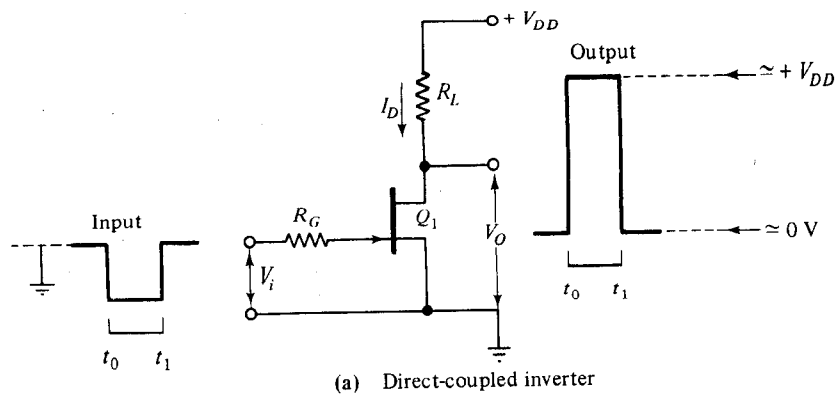 + V_DD
Output
≃ + V_DD
I_D
R_L
Input
R_G
Q_1
V_i
V_O
≃ 0 V
t_0 t_1
t_0 t_1
(a) Direct-coupled inverter